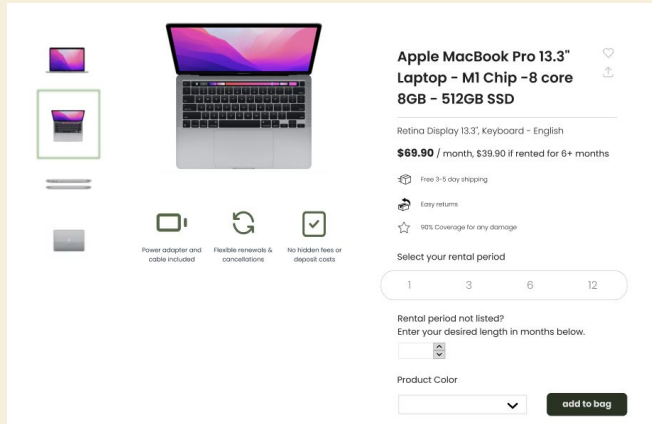 Apple MacBook Pro 13.3"
Laptop - M1 Chip -8 core
8GB - 512GB SSD
Retina Display 13.3", Keyboard - English
$69.90 / month, $39.90 if rented for 6+ months
Free 3-5 day shipping
Easy returns
90% Coverage for any damage
Power adapter and
cable included
Flexible renewals &
cancellations
No hidden fees or
deposit costs
Select your rental period
1 3 6 12
Rental period not listed?
Enter your desired length in months below.
Product Color
add to bag